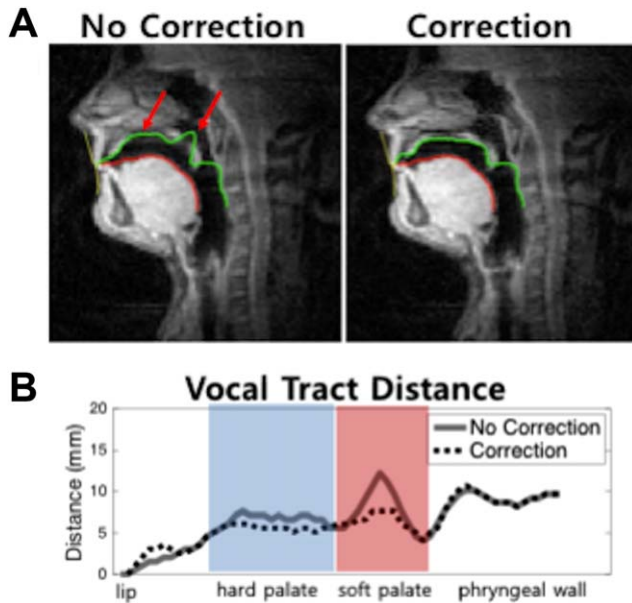 A
No Correction
Correction
B
Vocal Tract Distance
Distance (mm)
20
15
10
5
0
No Correction
Correction
lip
hard palate
soft palate
phryngeal wall